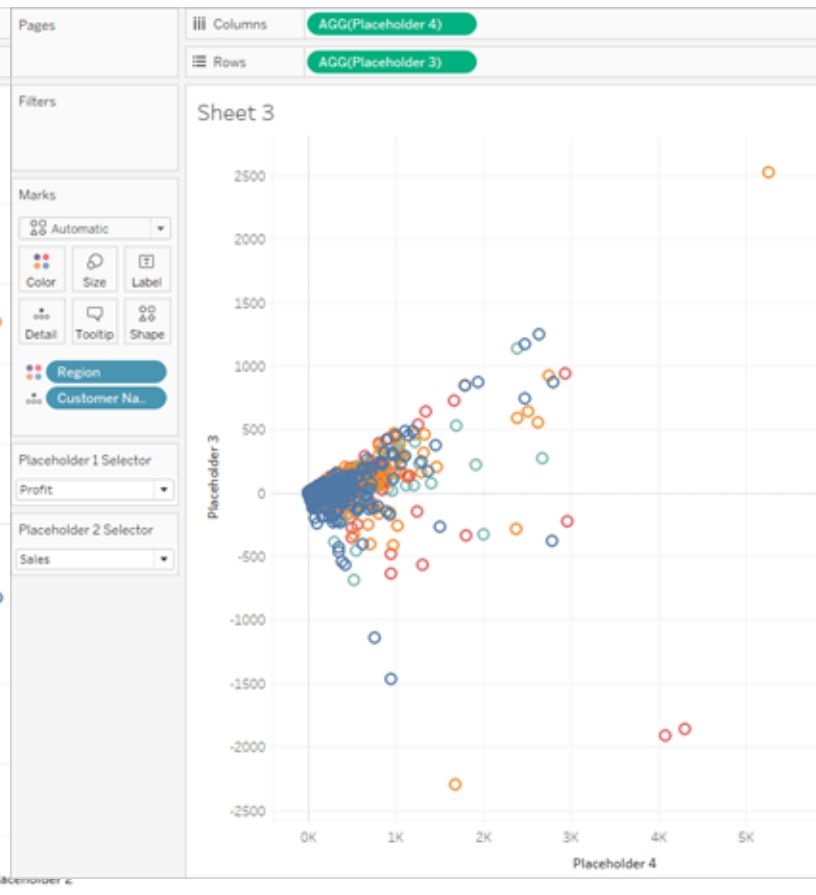 Pages
Columns
AGG(Placeholder 4)
Rows
AGG(Placeholder 3)
Filters
Sheet 3
Marks
Automatic
Color
Size
Label
Detail
Tooltip
Shape
Region
Customer Na..
Placeholder 1 Selector
Profit
Placeholder 2 Selector
Sales
Placeholder 3
2500
2000
1500
1000
500
0
-500
-1000
-1500
-2000
-2500
0K
1K
2K
3K
4K
5K
Placeholder 4